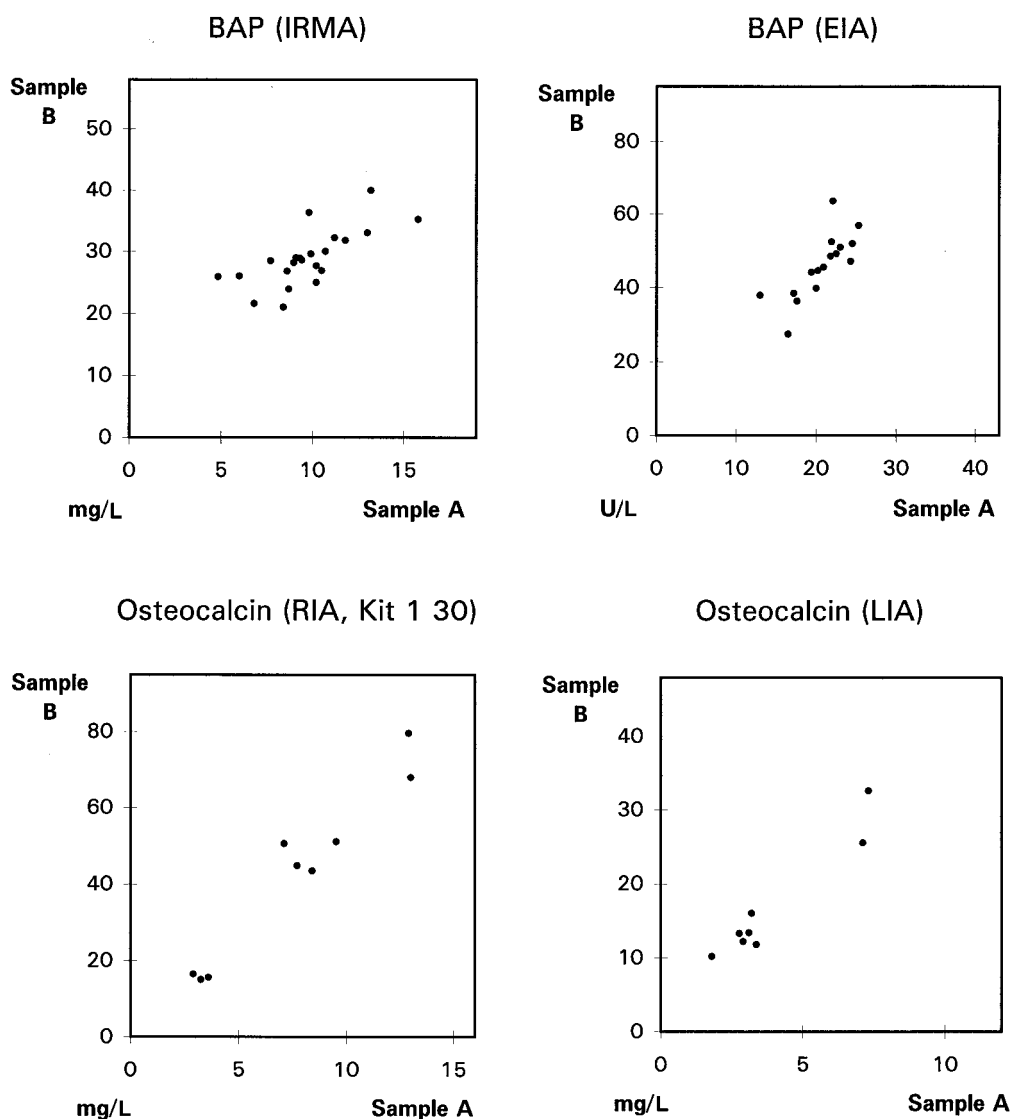 BAP (IRMA)
Sample
B
50
40
30
20
10
0
0 5 10 15
mg/L Sample A
BAP (EIA)
Sample
B
80
60
40
20
0
0 10 20 30 40
U/L Sample A
Osteocalcin (RIA, Kit 1 30)
Sample
B
80
60
40
20
0
0 5 10 15
mg/L Sample A
Osteocalcin (LIA)
Sample
B
40
30
20
10
0
0 5 10
mg/L Sample A